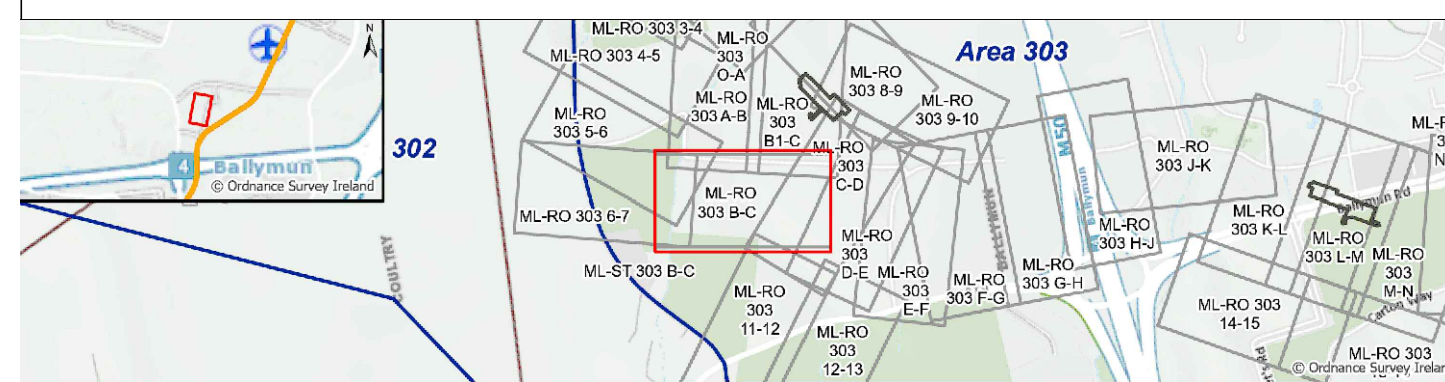 N
4
Ballymun
© Ordnance Survey Ireland
302
COULTRY
Area 303
ML-RO 303 3-4
ML-RO 303 4-5
ML-RO
303
O-A
ML-RO
303 A-B
ML-RO
303
B1-C
ML-RO
303 8-9
ML-RO
303 9-10
ML-RO
303 5-6
ML-RO
303
C-D
ML-RO
303 B-C
ML-RO 303 6-7
ML-ST 303 B-C
ML-RO
303
D-E
ML-RO
303
11-12
ML-RO
303
12-13
ML-RO
303
E-F
ML-RO
303 F-G
BALLYMUN
ML-RO
303 G-H
M50
Ballymun
ML-RO
303 H-J
ML-RO
303 J-K
ML-RO
303 K-L
Ballymun Rd
ML-RO
303 L-M
ML-RO
303
M-N
Carton Way
ML-RO 303
14-15
ML-RO 303
© Ordnance Survey Irelan